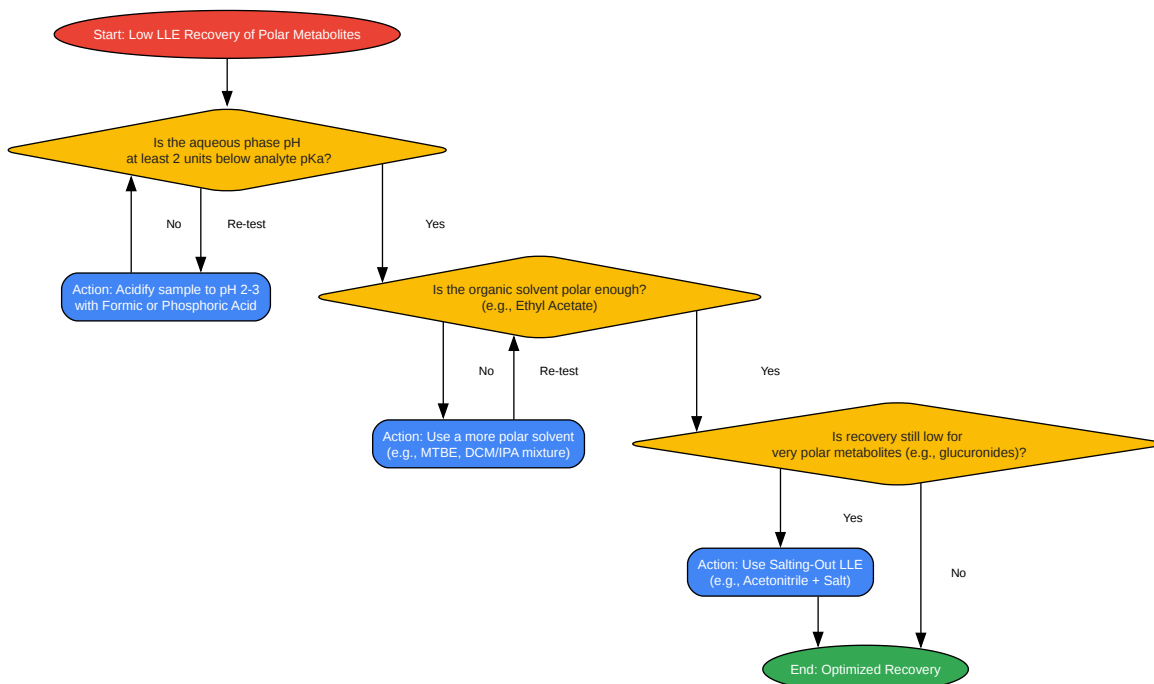 Start: Low LLE Recovery of Polar Metabolites
Is the aqueous phase pH
at least 2 units below analyte pKa?
No
Re-test
Yes
Action: Acidify sample to pH 2-3
with Formic or Phosphoric Acid
Is the organic solvent polar enough?
(e.g., Ethyl Acetate)
No
Re-test
Yes
Action: Use a more polar solvent
(e.g., MTBE, DCM/IPA mixture)
Is recovery still low for
very polar metabolites (e.g., glucuronides)?
Yes
Action: Use Salting-Out LLE
(e.g., Acetonitrile + Salt)
No
End: Optimized Recovery